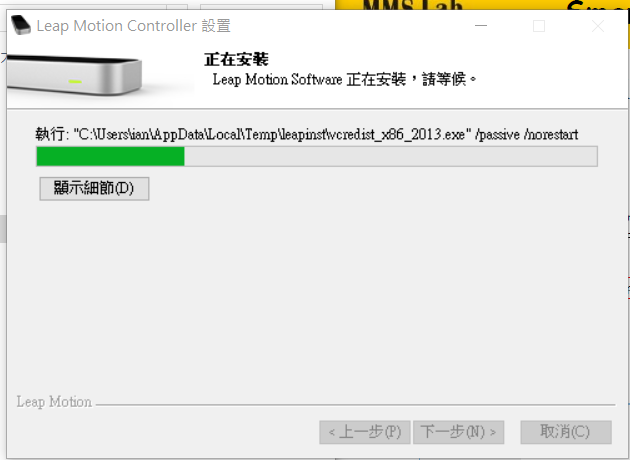 MMS Lab
Leap Motion Controller 設置
正在安裝
Leap Motion Software 正在安裝，請等候。
執行: "C:\Users\ian\AppData\Local\Temp\leapinst\vcredist_x86_2013.exe" /passive /norestart
顯示細節(D)
Leap Motion
< 上一步(P)
下一步(N) >
取消(C)